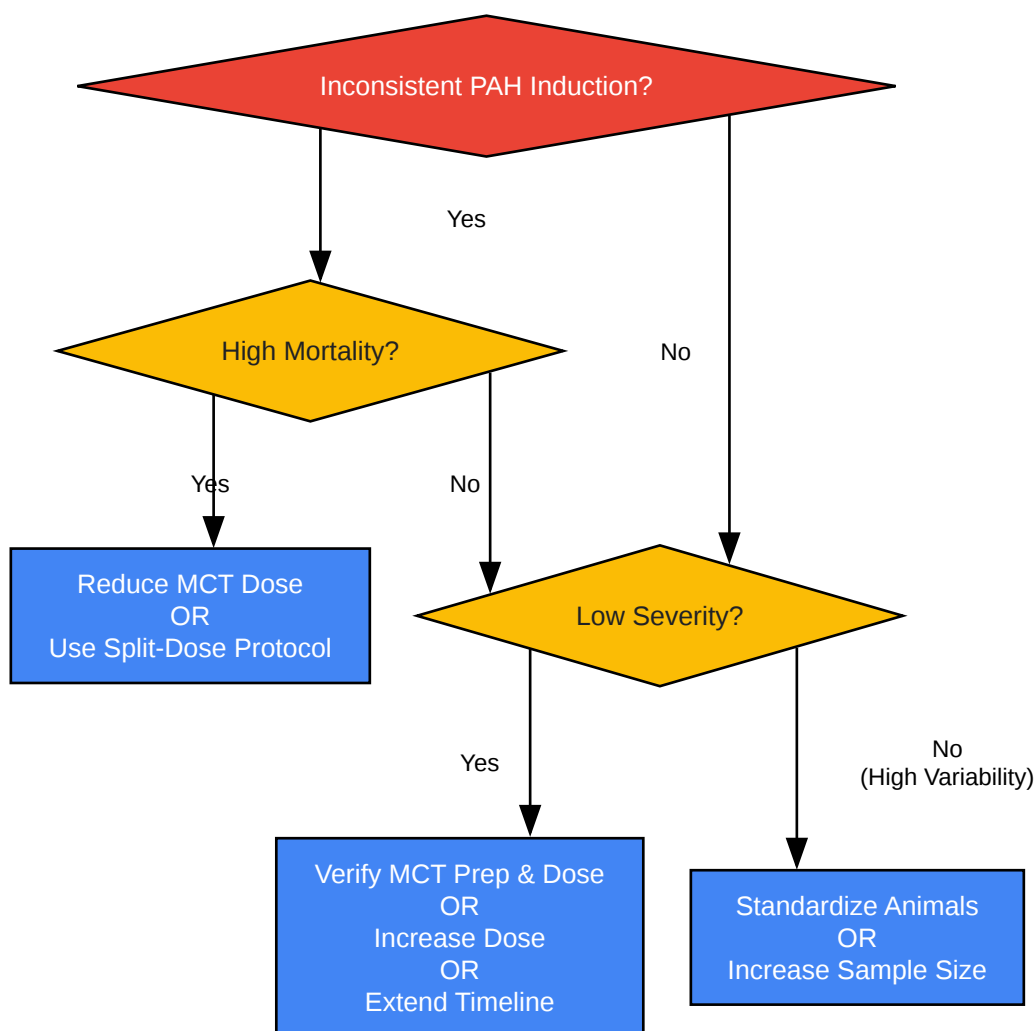 Inconsistent PAH Induction?
Yes
High Mortality?
No
Yes
No
Reduce MCT Dose
OR
Use Split-Dose Protocol
Low Severity?
Yes
No
(High Variability)
Verify MCT Prep & Dose
OR
Increase Dose
OR
Extend Timeline
Standardize Animals
OR
Increase Sample Size